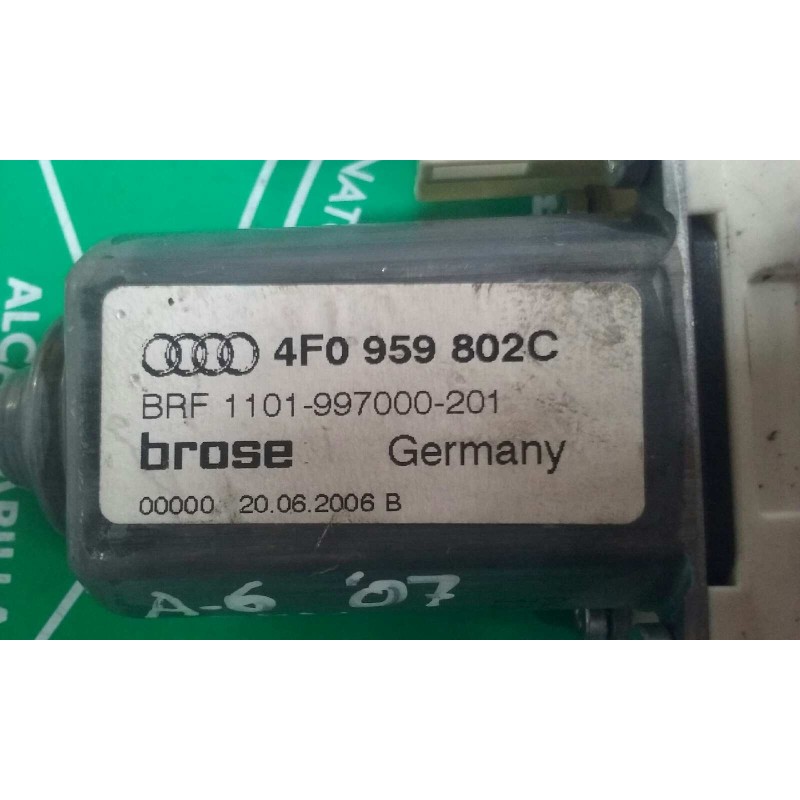 4F0 959 802C
BRF 1101-997000-201
brose Germany
00000 20.06.2006 B
A-6 '07